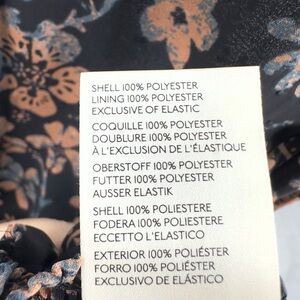 SHELL 100% POLYESTER
LINING 100% POLYESTER
EXCLUSIVE OF ELASTIC
COQUILLE 100% POLYESTER
DOUBLURE 100% POLYESTER
À L'EXCLUSION DE L'ÉLASTIQUE
OBERSTOFF 100% POLYESTER
FUTTER 100% POLYESTER
AUSSER ELASTIK
SHELL 100% POLIESTERE
FODERA 100% POLIESTERE
ECCETTO L'ELASTICO
EXTERIOR 100% POLIÉSTER
FORRO 100% POLIÉSTER
EXCLUSIVO DE ELÁSTICO